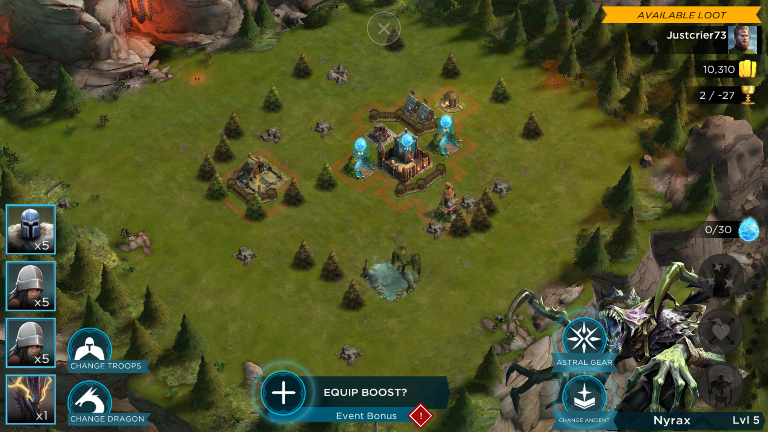 AVAILABLE LOOT
Justcrier73
10,310
2 / -27
0/30
x5
x5
x5
x1
CHANGE TROOPS
CHANGE DRAGON
EQUIP BOOST?
Event Bonus
!
ASTRAL GEAR
CHANGE ANCIENT
Nyrax Lvl 5